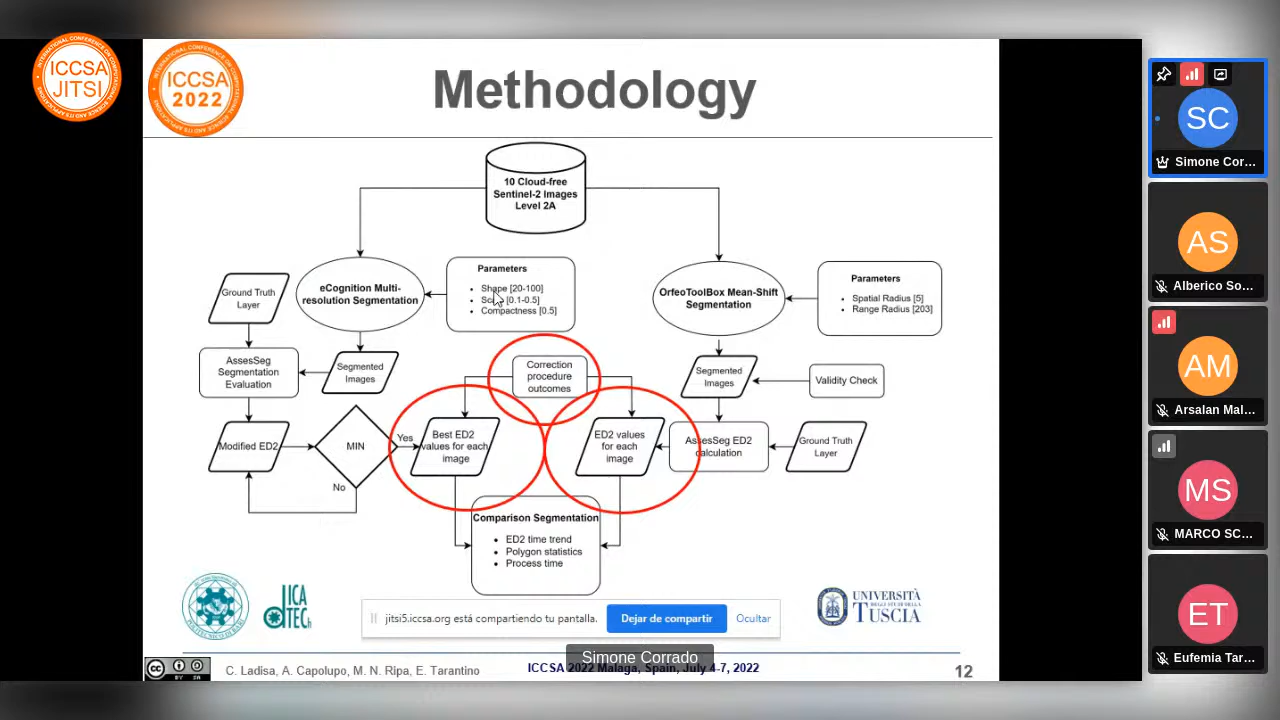 ICCSA
JITSI
ICCSA
2022
Methodology
10 Cloud-free
Sentinel-2 Images
Level 2A
Ground Truth
Layer
eCognition Multi-
resolution Segmentation
Parameters
Shape [20-100]
[0.1-0.5]
Compactness [0.5]
OrfeoToolBox Mean-Shift
Segmentation
Parameters
Spatial Radius [5]
Range Radius [203]
AssesSeg
Segmentation
Evaluation
Segmented
Images
Correction
procedure
outcomes
Segmented
Images
Validity Check
Modified ED2
MIN
Yes
No
Best ED2
values for each
image
ED2 values
for each
image
AssesSeg ED2
calculation
Ground Truth
Layer
Comparison Segmentation
ED2 time trend
Polygon statistics
Process time
DICA
TECh
UNIVERSITÀ
DEGLI STUDI DELLA
TUSCIA
jitsi5.iccsa.org está compartiendo tu pantalla.
Dejar de compartir
Ocultar
Simone Corrado
CC BY SA
C. Ladisa, A. Capolupo, M. N. Ripa, E. Tarantino
ICCSA 2022 Malaga, Spain, July 4-7, 2022
12
SC
Simone Cor...
AS
Alberico So...
AM
Arsalan Mal...
MS
MARCO SC...
ET
Eufemia Tar...